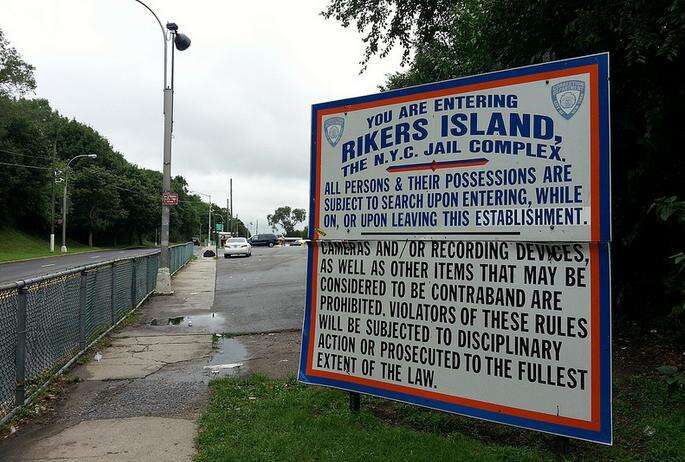 YOU ARE ENTERING
RIKERS ISLAND,
THE N.Y.C. JAIL COMPLEX.
ALL PERSONS & THEIR POSSESSIONS ARE
SUBJECT TO SEARCH UPON ENTERING, WHILE
ON, OR UPON LEAVING THIS ESTABLISHMENT.
CAMERAS AND/OR RECORDING DEVICES,
AS WELL AS OTHER ITEMS THAT MAY BE
CONSIDERED TO BE CONTRABAND ARE
PROHIBITED. VIOLATORS OF THESE RULES
WILL BE SUBJECTED TO DISCIPLINARY
ACTION OR PROSECUTED TO THE FULLEST
EXTENT OF THE LAW.